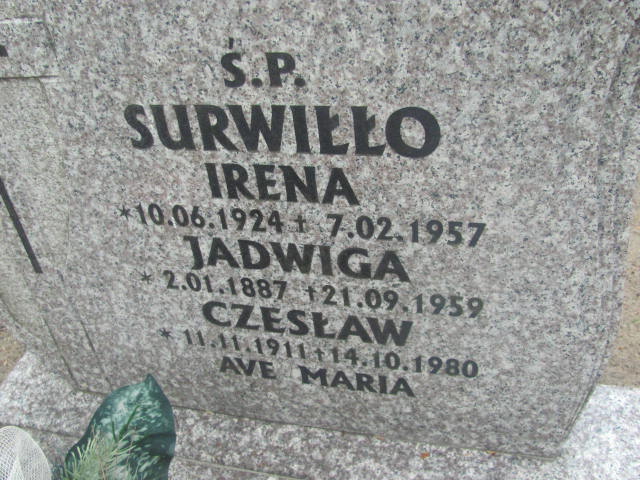 Ś.P.
SURWIŁŁO
IRENA
*10.06.1924 † 7.02.1957
JADWIGA
* 2.01.1887 †21.09.1959
CZESŁAW
* 11.11.1911†14.10.1980
AVE MARIA